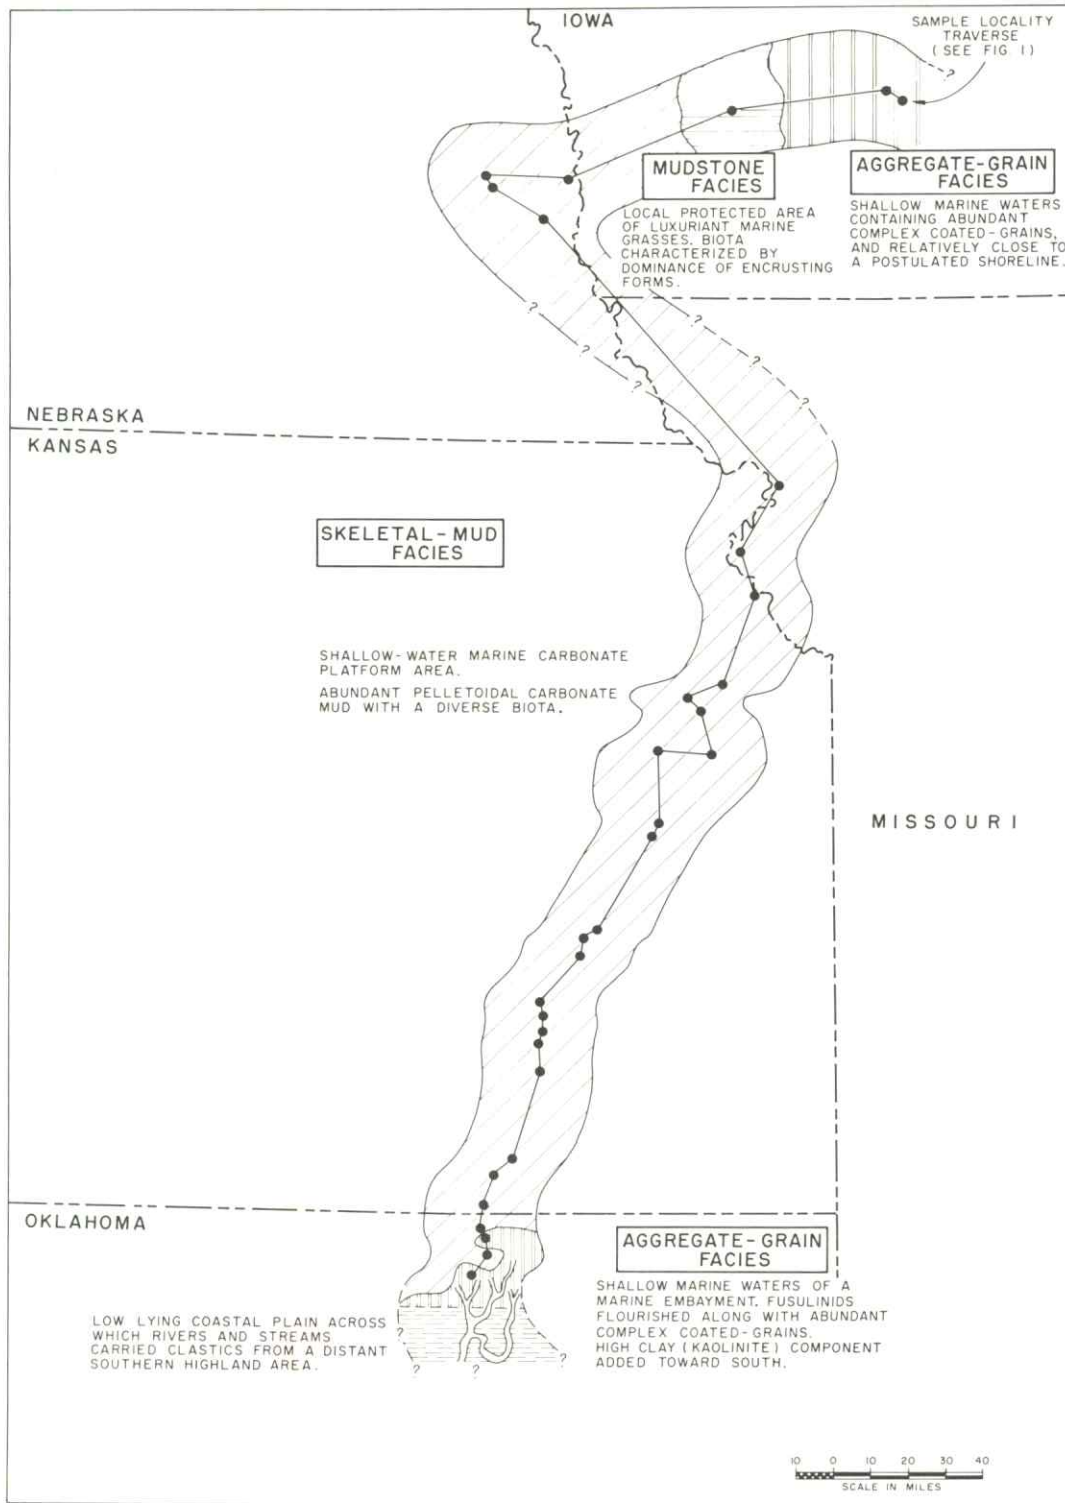 IOWA
SAMPLE LOCALITY
TRAVERSE
(SEE FIG. 1)
?
MUDSTONE
FACIES
LOCAL PROTECTED AREA
OF LUXURIANT MARINE
GRASSES. BIOTA
CHARACTERIZED BY
DOMINANCE OF ENCRUSTING
FORMS.
AGGREGATE-GRAIN
FACIES
SHALLOW MARINE WATERS
CONTAINING ABUNDANT
COMPLEX COATED-GRAINS,
AND RELATIVELY CLOSE TO
A POSTULATED SHORELINE.
?
?
?
?
?
?
NEBRASKA
KANSAS
SKELETAL-MUD
FACIES
SHALLOW-WATER MARINE CARBONATE
PLATFORM AREA.
ABUNDANT PELLETOIDAL CARBONATE
MUD WITH A DIVERSE BIOTA.
MISSOURI
OKLAHOMA
AGGREGATE-GRAIN
FACIES
SHALLOW MARINE WATERS OF A
MARINE EMBAYMENT. FUSULINIDS
FLOURISHED ALONG WITH ABUNDANT
COMPLEX COATED-GRAINS.
HIGH CLAY (KAOLINITE) COMPONENT
ADDED TOWARD SOUTH.
LOW LYING COASTAL PLAIN ACROSS
WHICH RIVERS AND STREAMS
CARRIED CLASTICS FROM A DISTANT
SOUTHERN HIGHLAND AREA.
?
?
?
?
10 0 10 20 30 40
SCALE IN MILES